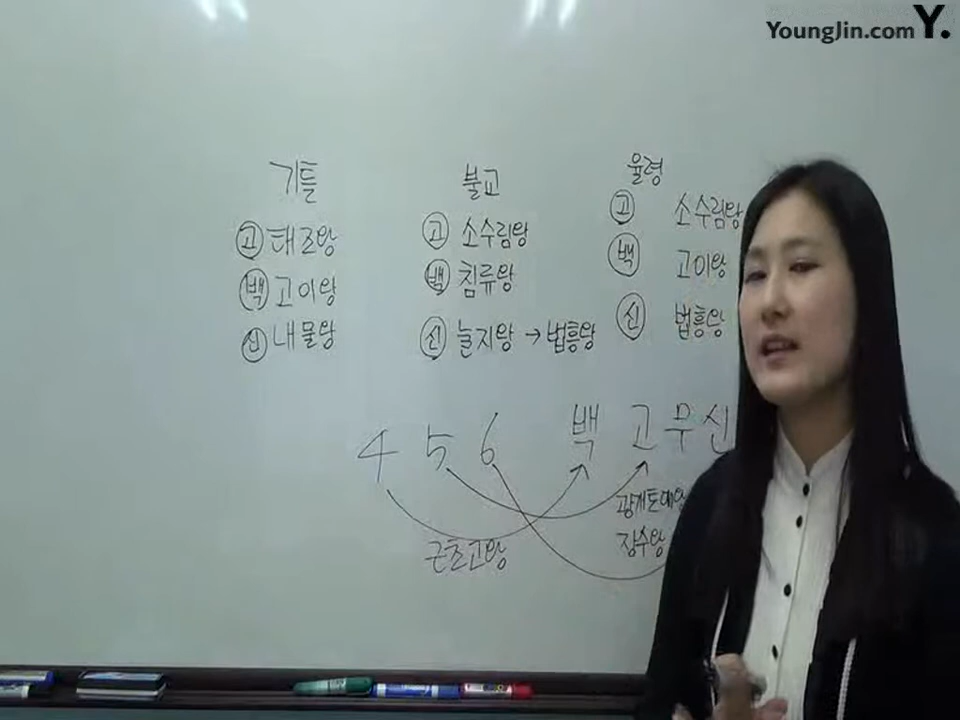 YoungJin.com Y.
기틀
고 태조왕
백 고이왕
신 내물왕
불교
고 소수림왕
백 침류왕
신 눌지왕 → 법흥왕
율령
고 소수림왕
백 고이왕
신 법흥왕
4 5 6 백 고 무 신
근초고왕
광개토대왕
장수왕